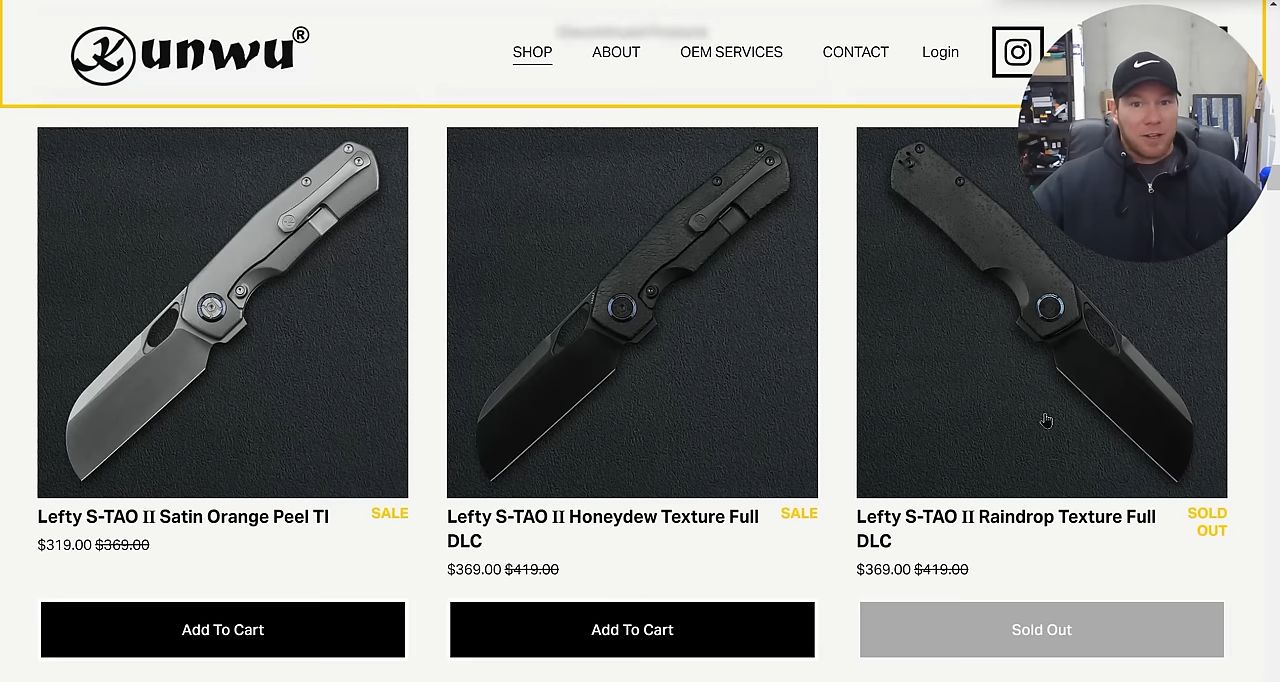 Kunwu®
SHOP
ABOUT
OEM SERVICES
CONTACT
Login
Lefty S-TAO II Satin Orange Peel TI
SALE
$319.00 $369.00
Lefty S-TAO II Honeydew Texture Full
DLC
SALE
$369.00 $419.00
Lefty S-TAO II Raindrop Texture Full
DLC
SOLD
OUT
$369.00 $419.00
Add To Cart
Add To Cart
Sold Out